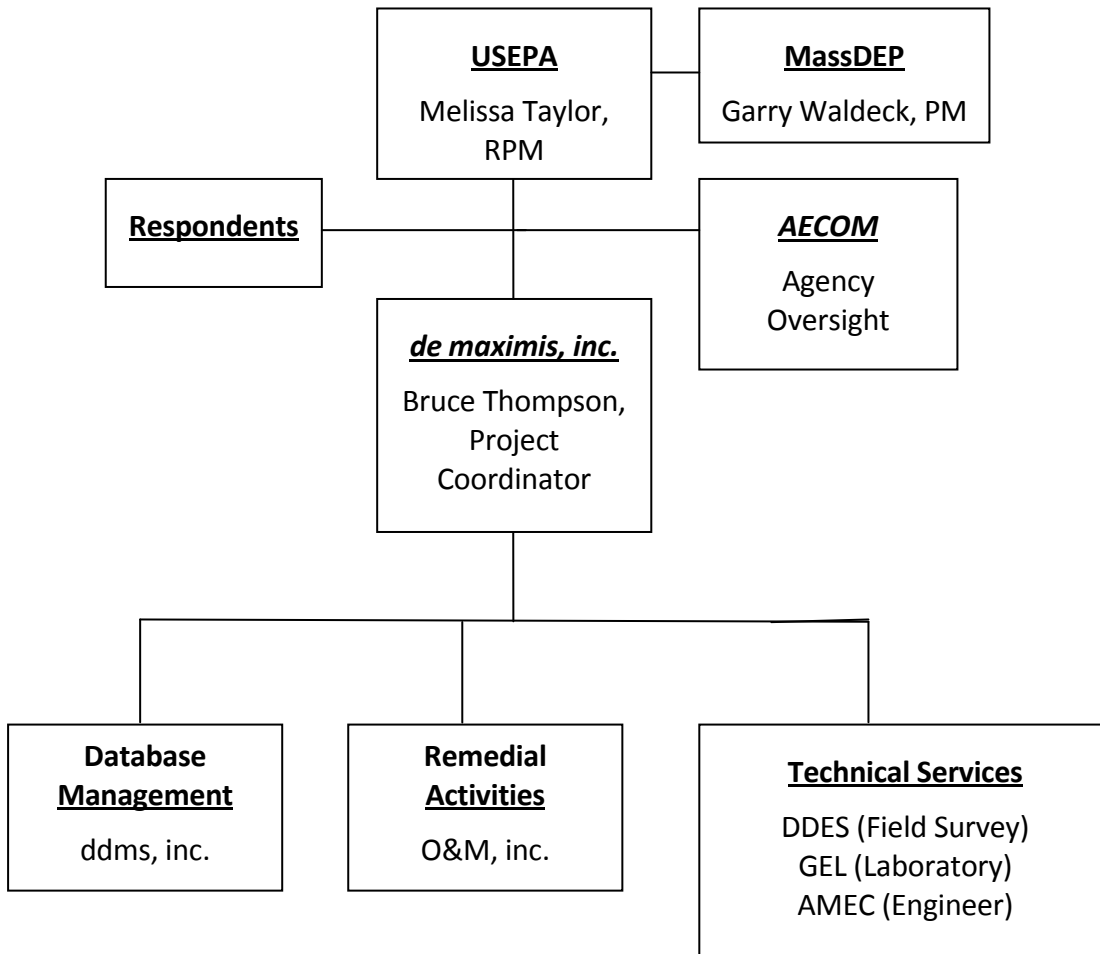 USEPA
Melissa Taylor,
RPM
MassDEP
Garry Waldeck, PM
Respondents
AECOM
Agency
Oversight
de maximis, inc.
Bruce Thompson,
Project
Coordinator
Database
Management
ddms, inc.
Remedial
Activities
O&M, inc.
Technical Services
DDES (Field Survey)
GEL (Laboratory)
AMEC (Engineer)